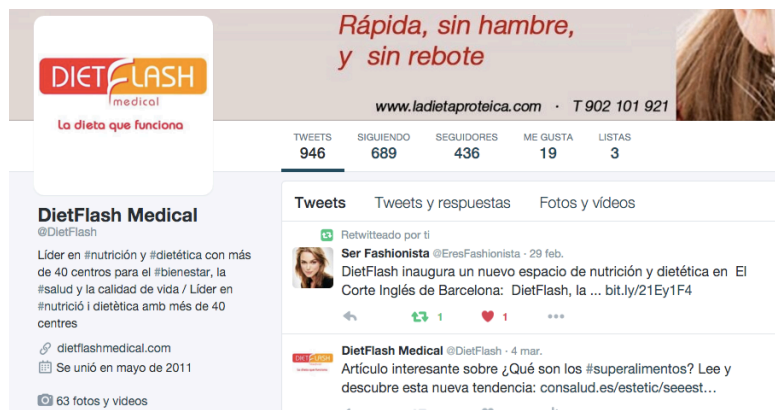 Rápida, sin hambre,
y sin rebote
www.ladietaproteica.com · T 902 101 921
DIETFLASH
medical
La dieta que funciona
TWEETS SIGUIENDO SEGUIDORES ME GUSTA LISTAS
946 689 436 19 3
DietFlash Medical
@DietFlash
Líder en #nutrición y #dietética con más
de 40 centros para el #bienestar, la
#salud y la calidad de vida / Líder en
#nutrició i dietètica amb més de 40
centres
dietflashmedical.com
Se unió en mayo de 2011
63 fotos y videos
Tweets Tweets y respuestas Fotos y vídeos
Retwitteado por ti
Ser Fashionista @EresFashionista · 29 feb.
DietFlash inaugura un nuevo espacio de nutrición y dietética en El
Corte Inglés de Barcelona: DietFlash, la ... bit.ly/21Ey1F4
1 1
DIETFLASH
DietFlash Medical @DietFlash · 4 mar.
Artículo interesante sobre ¿Qué son los #superalimentos? Lee y
descubre esta nueva tendencia: consalud.es/estetic/seeest…